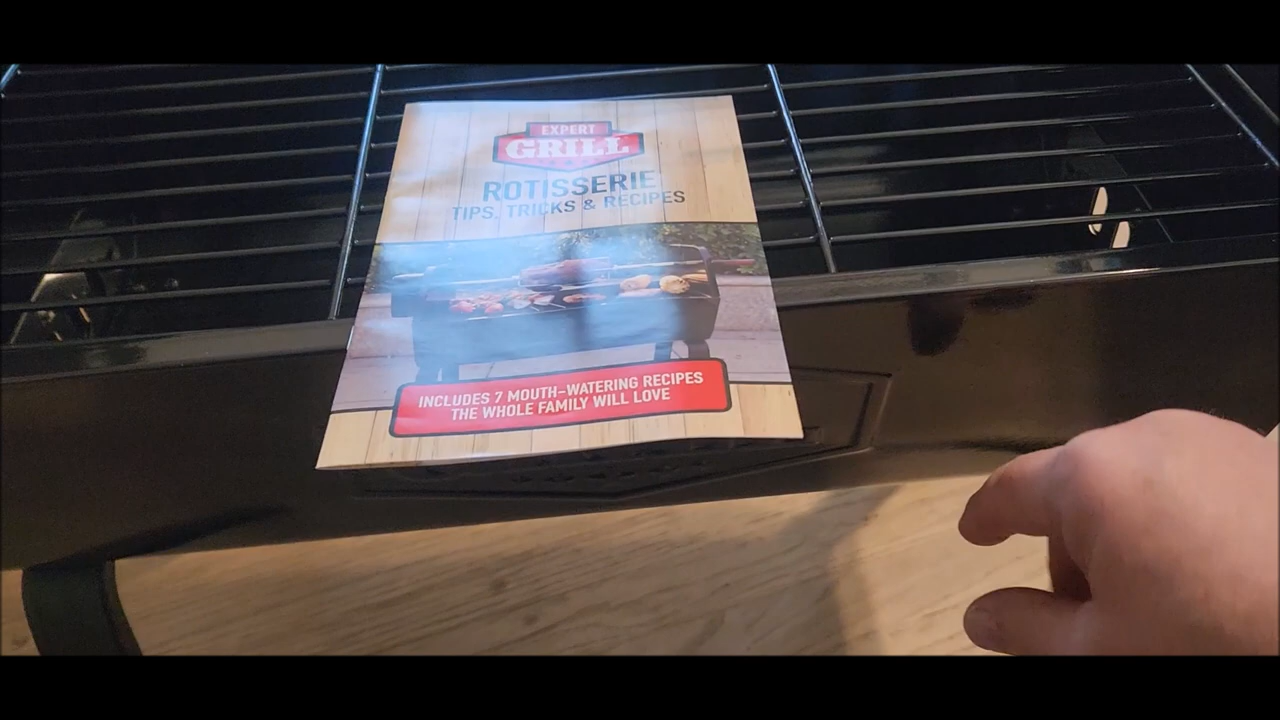 EXPERT
GRILL
ROTISSERIE
TIPS, TRICKS & RECIPES
INCLUDES 7 MOUTH-WATERING RECIPES
THE WHOLE FAMILY WILL LOVE